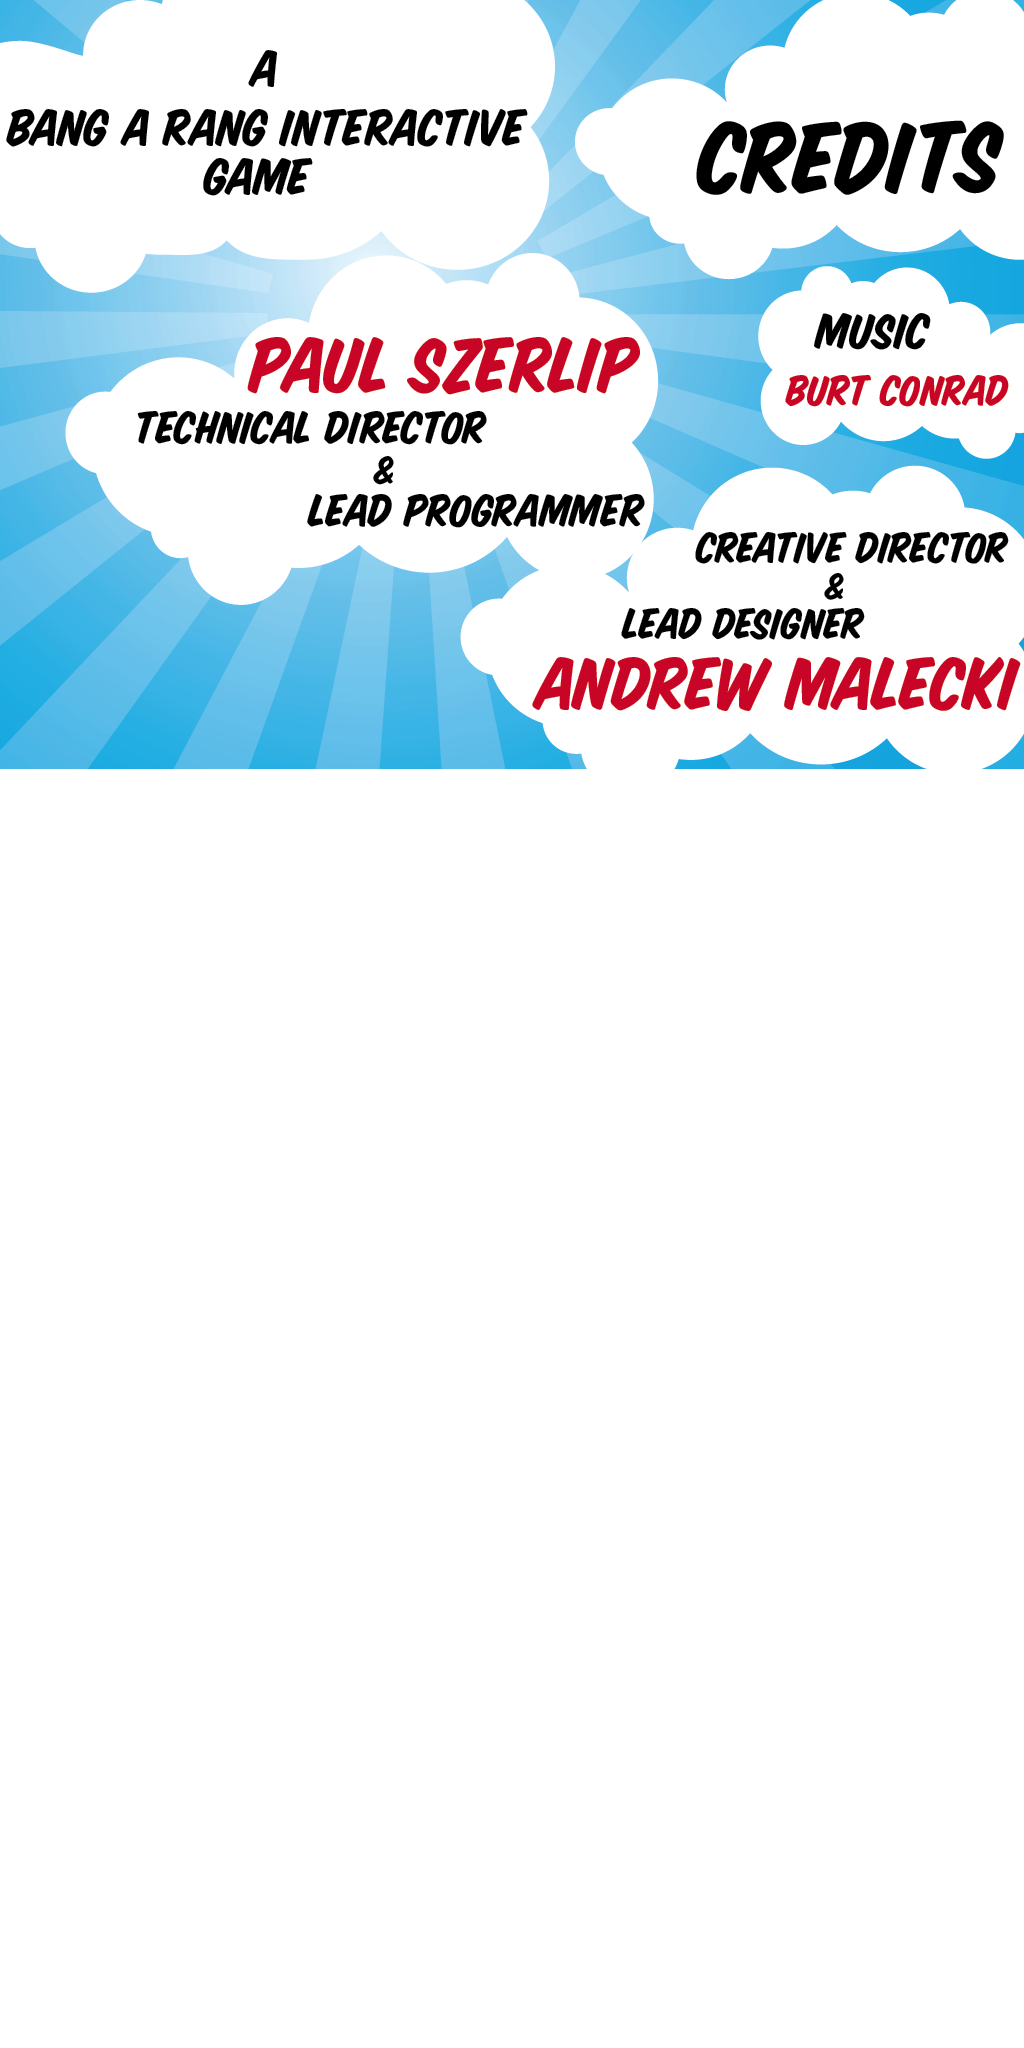 A
BANG A RANG INTERACTIVE
GAME
CREDITS
MUSIC
BURT CONRAD
PAUL SZERLIP
TECHNICAL DIRECTOR
&
LEAD PROGRAMMER
CREATIVE DIRECTOR
&
LEAD DESIGNER
ANDREW MALECKI